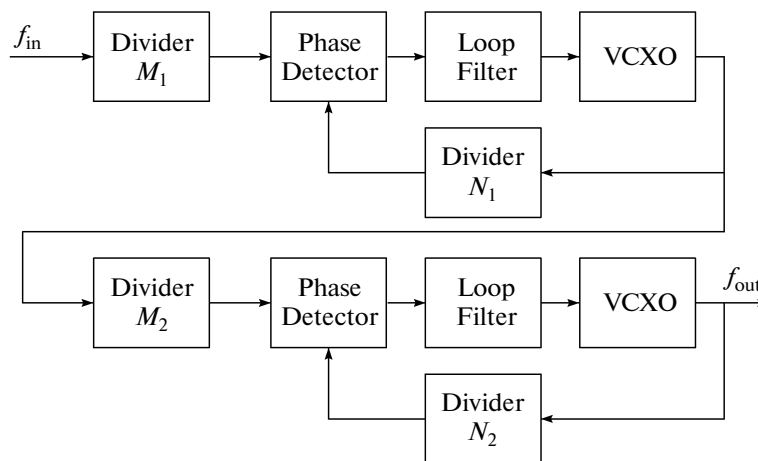 f_in
Divider
M_1
Phase
Detector
Loop
Filter
VCXO
Divider
N_1
Divider
M_2
Phase
Detector
Loop
Filter
VCXO
f_out
Divider
N_2